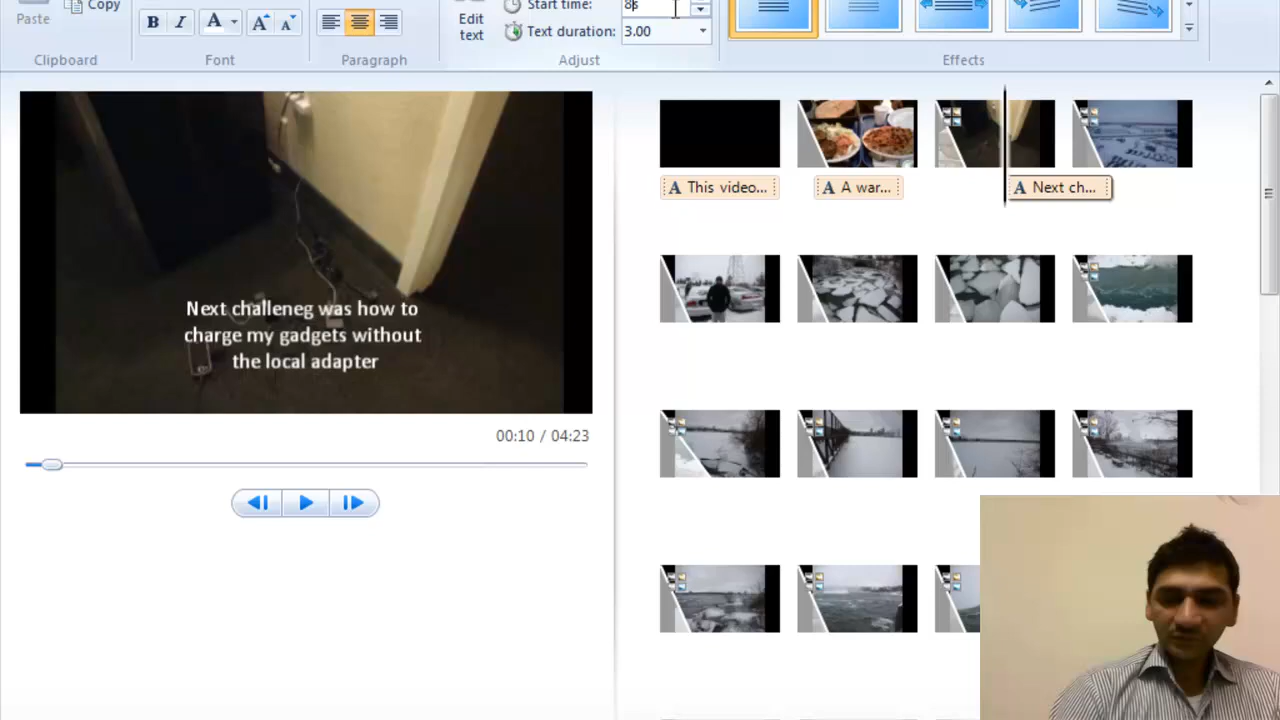 Paste
Copy
B I A A A
Edit
text
Start time:
8s
Text duration:
3.00
Clipboard
Font
Paragraph
Adjust
Effects
Next challeneg was how to
charge my gadgets without
the local adapter
00:10 / 04:23
A This video...
A A war...
A Next ch...